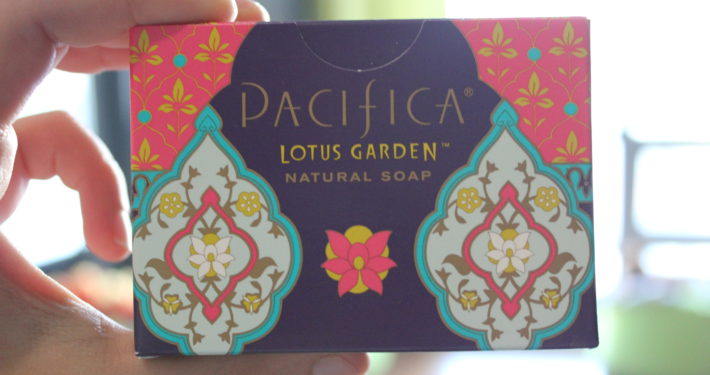 PACIFICA®
LOTUS GARDEN™
NATURAL SOAP